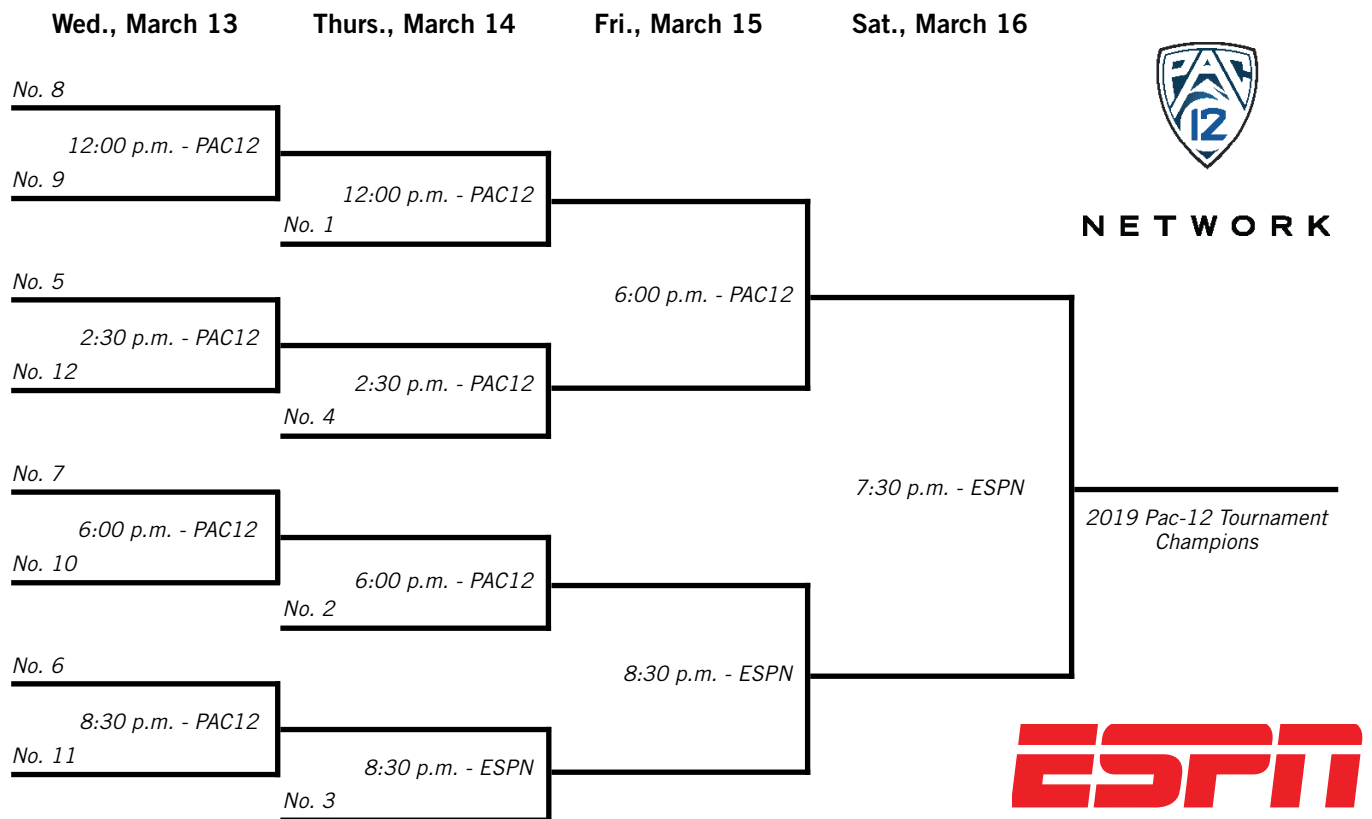 Wed., March 13 Thurs., March 14 Fri., March 15 Sat., March 16
PAC
12
NETWORK
No. 8
12:00 p.m. - PAC12
No. 9
12:00 p.m. - PAC12
No. 1
No. 5
6:00 p.m. - PAC12
2:30 p.m. - PAC12
No. 12
2:30 p.m. - PAC12
No. 4
No. 7
7:30 p.m. - ESPN
2019 Pac-12 Tournament
Champions
6:00 p.m. - PAC12
No. 10
6:00 p.m. - PAC12
No. 2
No. 6
8:30 p.m. - ESPN
8:30 p.m. - PAC12
No. 11
8:30 p.m. - ESPN
No. 3
ESPN